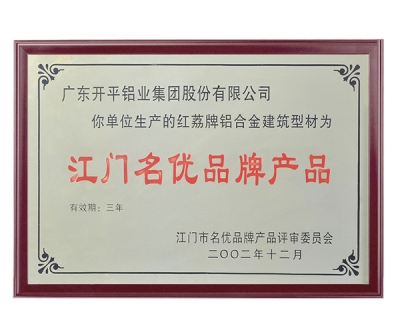 广东开平铝业集团股份有限公司
你单位生产的红荔牌铝合金建筑型材为
江门名优品牌产品
有效期：三年
江门市名优品牌产品评审委员会
二〇〇二年十二月